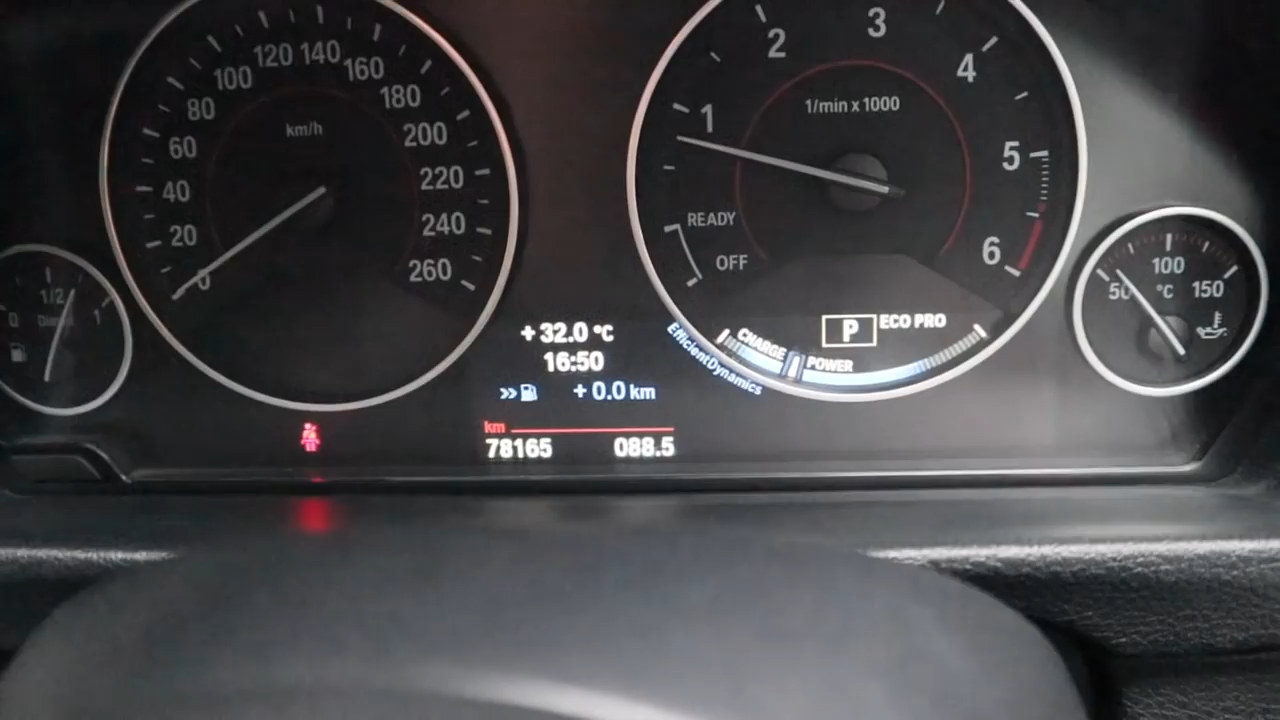 0
1/2
1
Diesel
0
20
40
60
80
100
120
140
160
180
200
220
240
260
km/h
1
2
3
4
5
6
1/min x 1000
READY
OFF
P
ECO PRO
CHARGE
POWER
EfficientDynamics
+32.0 °C
16:50
>> + 0.0 km
km
78165 088.5
50
100
150
°C